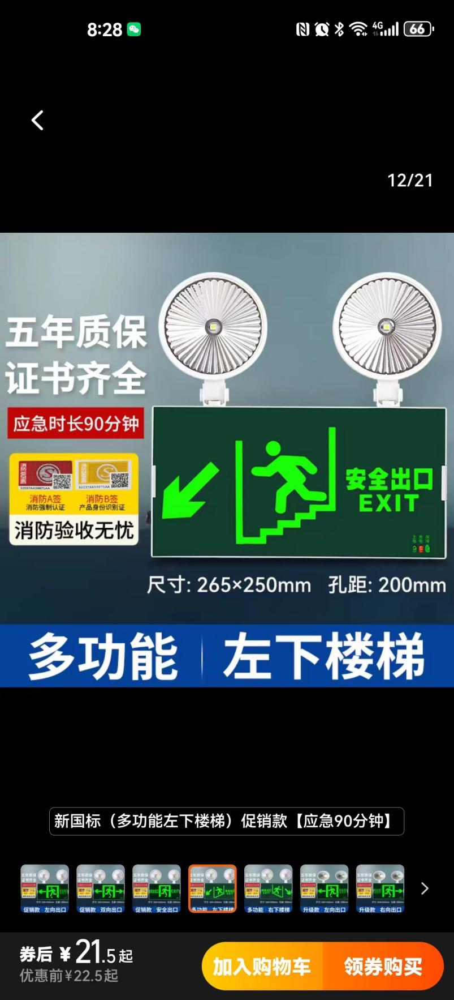 8:28
4G
66
12/21
五年质保
证书齐全
应急时长90分钟
消防A签
消防强制认证
消防B签
产品身份识别证
消防验收无忧
安全出口
EXIT
主电 充电 故障
尺寸: 265×250mm 孔距: 200mm
多功能 左下楼梯
新国标（多功能左下楼梯）促销款【应急90分钟】
促销款 左向出口
促销款 双向出口
促销款 安全出口
多功能 左下楼梯
多功能 右下楼梯
升级款 左向出口
升级款 右向出口
券后 ¥21.5起
优惠前¥22.5起
加入购物车
领券购买